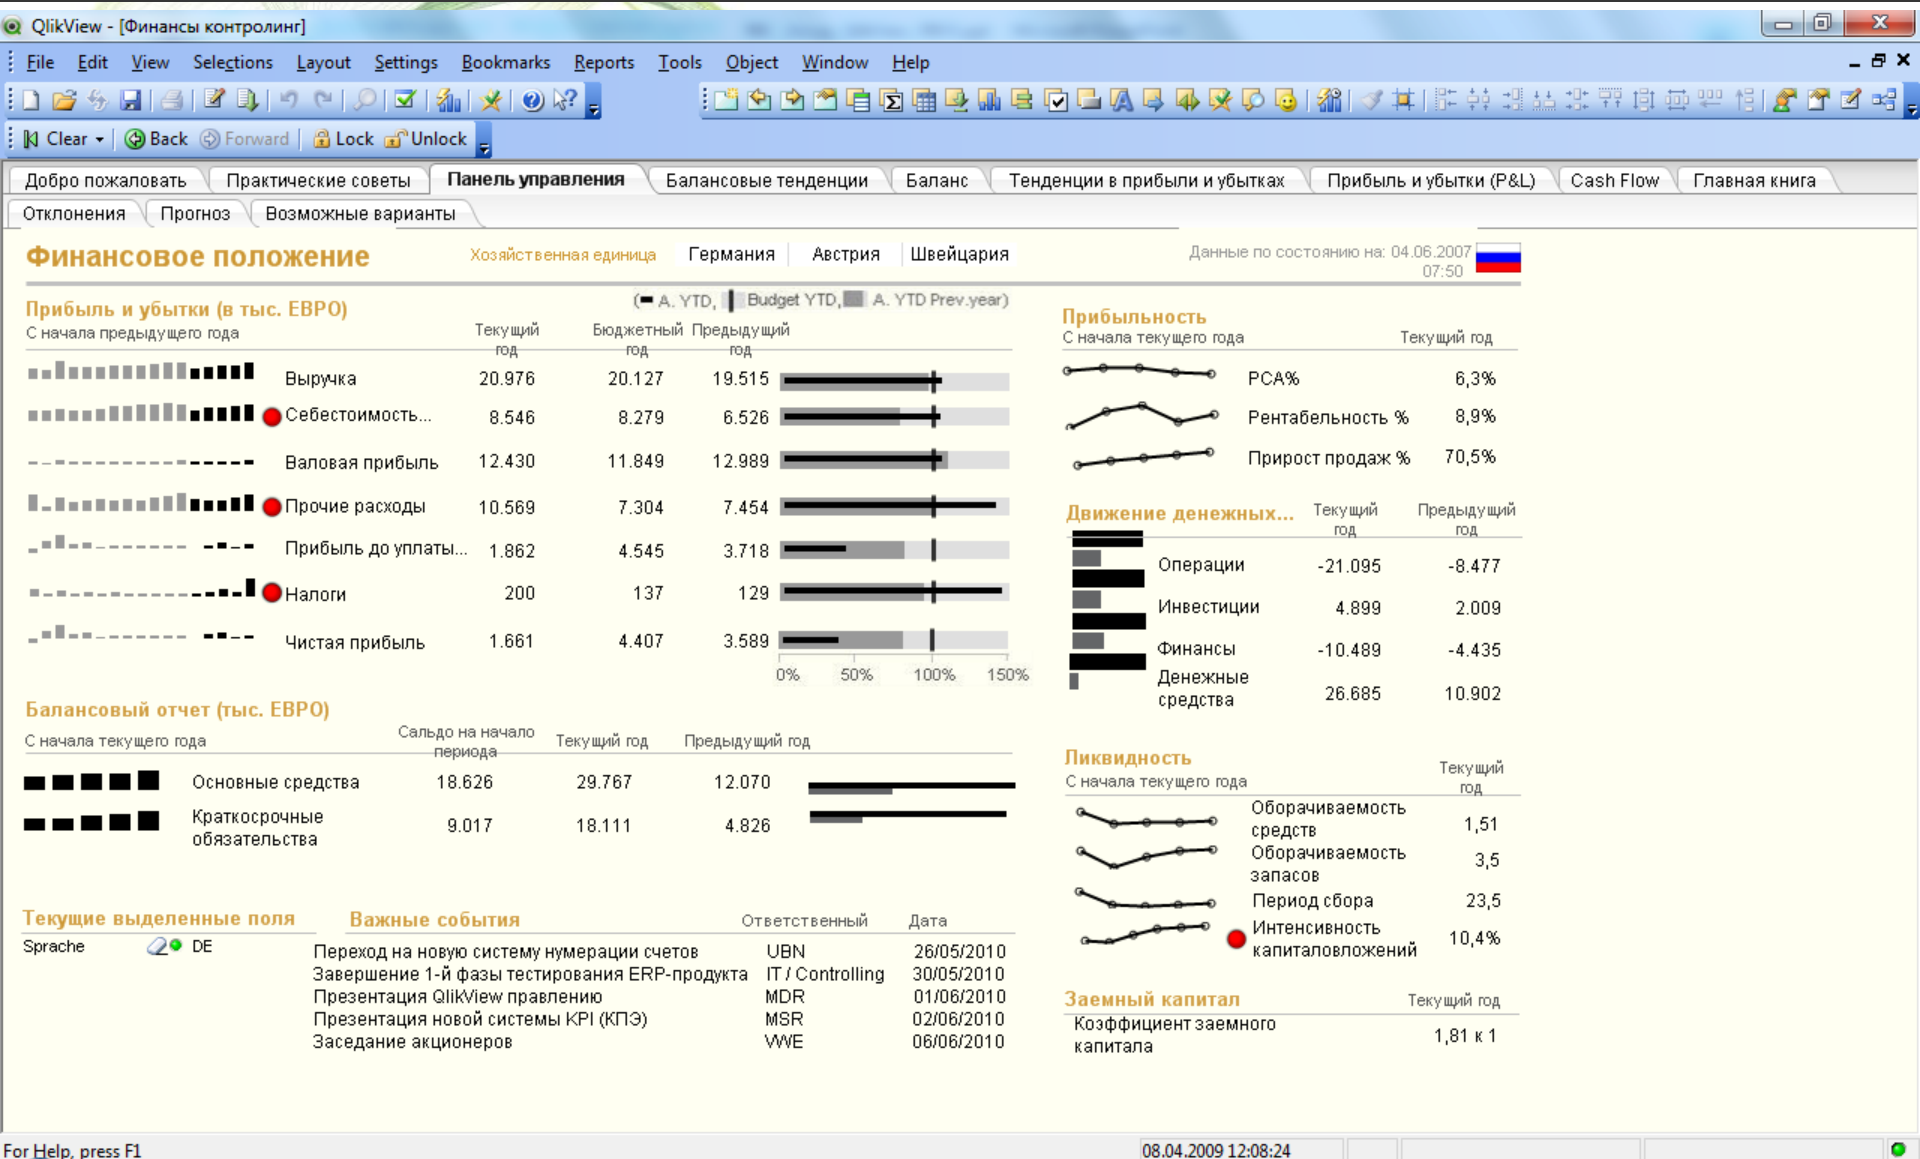 QlikView - [Финансы контролинг]
File Edit View Selections Layout Settings Bookmarks Reports Tools Object Window Help
Clear Back Forward Lock Unlock
Добро пожаловать Практические советы Панель управления Балансовые тенденции Баланс Тенденции в прибыли и убытках Прибыль и убытки (P&L) Cash Flow Главная книга
Отклонения Прогноз Возможные варианты
Финансовое положение
Хозяйственная единица Германия Австрия Швейцария
Данные по состоянию на: 04.06.2007
07:50
Прибыль и убытки (в тыс. ЕВРО)
(A. YTD, Budget YTD, A. YTD Prev.year)
С начала предыдущего года
Текущий год Бюджетный год Предыдущий год
Выручка 20.976 20.127 19.515
Себестоимость... 8.546 8.279 6.526
Валовая прибыль 12.430 11.849 12.989
Прочие расходы 10.569 7.304 7.454
Прибыль до уплаты... 1.862 4.545 3.718
Налоги 200 137 129
Чистая прибыль 1.661 4.407 3.589
0% 50% 100% 150%
Балансовый отчет (тыс. ЕВРО)
С начала текущего года
Сальдо на начало периода Текущий год Предыдущий год
Основные средства 18.626 29.767 12.070
Краткосрочные
обязательства 9.017 18.111 4.826
Текущие выделенные поля
Sprache DE
Важные события Ответственный Дата
Переход на новую систему нумерации счетов UBN 26/05/2010
Завершение 1-й фазы тестирования ERP-продукта IT / Controlling 30/05/2010
Презентация QlikView правлению MDR 01/06/2010
Презентация новой системы KPI (КПЭ) MSR 02/06/2010
Заседание акционеров VWE 06/06/2010
Прибыльность
С начала текущего года Текущий год
РСА% 6,3%
Рентабельность % 8,9%
Прирост продаж % 70,5%
Движение денежных... Текущий год Предыдущий год
Операции -21.095 -8.477
Инвестиции 4.899 2.009
Финансы -10.489 -4.435
Денежные
средства 26.685 10.902
Ликвидность
С начала текущего года Текущий год
Оборачиваемость
средств 1,51
Оборачиваемость
запасов 3,5
Период сбора 23,5
Интенсивность
капиталовложений 10,4%
Заемный капитал Текущий год
Коэффициент заемного
капитала 1,81 к 1
For Help, press F1 08.04.2009 12:08:24